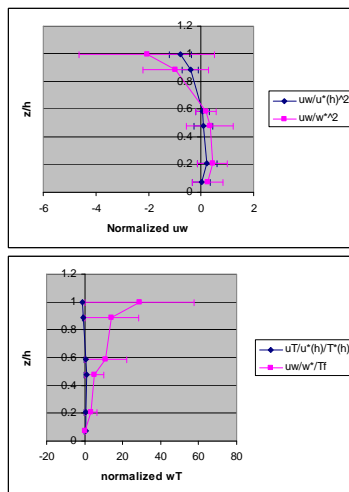 1.2
1
0.8
0.6
0.4
0.2
0
z/h
-6 -4 -2 0 2
Normalized uw
uw/u*(h)^2
uw/w*^2
1.2
1
0.8
0.6
0.4
0.2
0
z/h
-20 0 20 40 60 80
normalized wT
uT/u*(h)/T*(h)
uw/w*/Tf